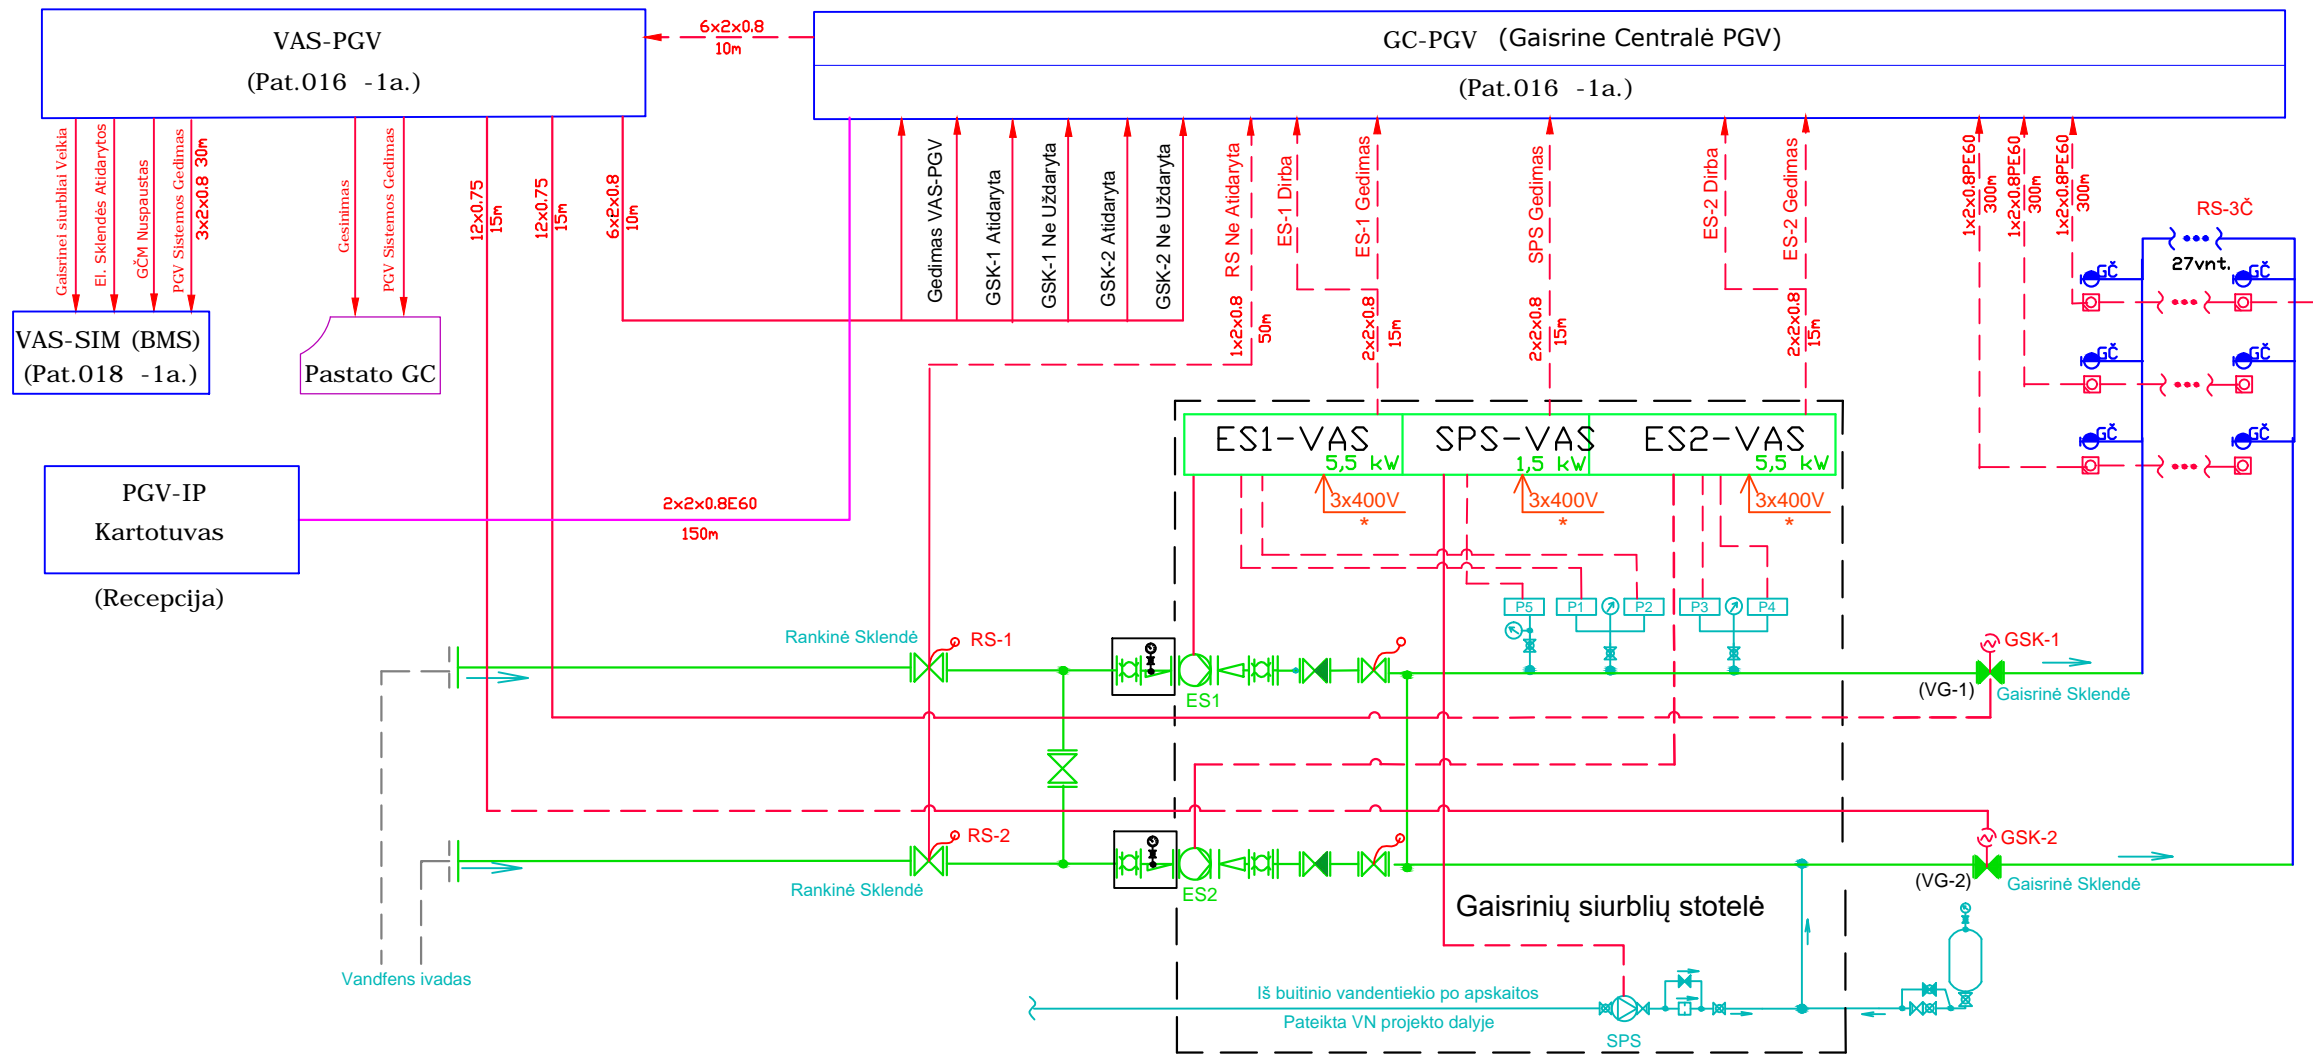 VAS-PGV
(Pat.016 -1a.)
6x2x0.8
10m
GC-PGV (Gaisrine Centralė PGV)
(Pat.016 -1a.)
Gaisrinei siurbliai Veikia
El. Sklendės Atidarytos
GČM Nuspaustas
PGV Sistemos Gedimas
3x2x0.8 30m
Gesinimas
PGV Sistemos Gedimas
12x0.75
15m
12x0.75
15m
6x2x0.8
10m
Gedimas VAS-PGV
GSK-1 Atidaryta
GSK-1 Ne Uždaryta
GSK-2 Atidaryta
GSK-2 Ne Uždaryta
RS Ne Atidaryta
1x2x0.8
50m
ES-1 Dirba
ES-1 Gedimas
2x2x0.8
15m
SPS Gedimas
2x2x0.8
15m
ES-2 Dirba
ES-2 Gedimas
2x2x0.8
15m
1x2x0.8PE60
300m
1x2x0.8PE60
300m
1x2x0.8PE60
300m
RS-3Č
27vnt.
GČ
GČ
GČ
GČ
GČ
GČ
VAS-SIM (BMS)
(Pat.018 -1a.)
Pastato GC
ES1-VAS
5,5 kW
SPS-VAS
1,5 kW
ES2-VAS
5,5 kW
3x400V
*
3x400V
*
3x400V
*
PGV-IP
Kartotuvas
(Recepcija)
2x2x0.8E60
150m
P5
P1
P2
P3
P4
Rankinė Sklendė
RS-1
ES1
GSK-1
(VG-1)
Gaisrinė Sklendė
RS-2
Rankinė Sklendė
ES2
GSK-2
(VG-2)
Gaisrinė Sklendė
Gaisrinių siurblių stotelė
Vandfens ivadas
Iš buitinio vandentiekio po apskaitos
Pateikta VN projekto dalyje
SPS